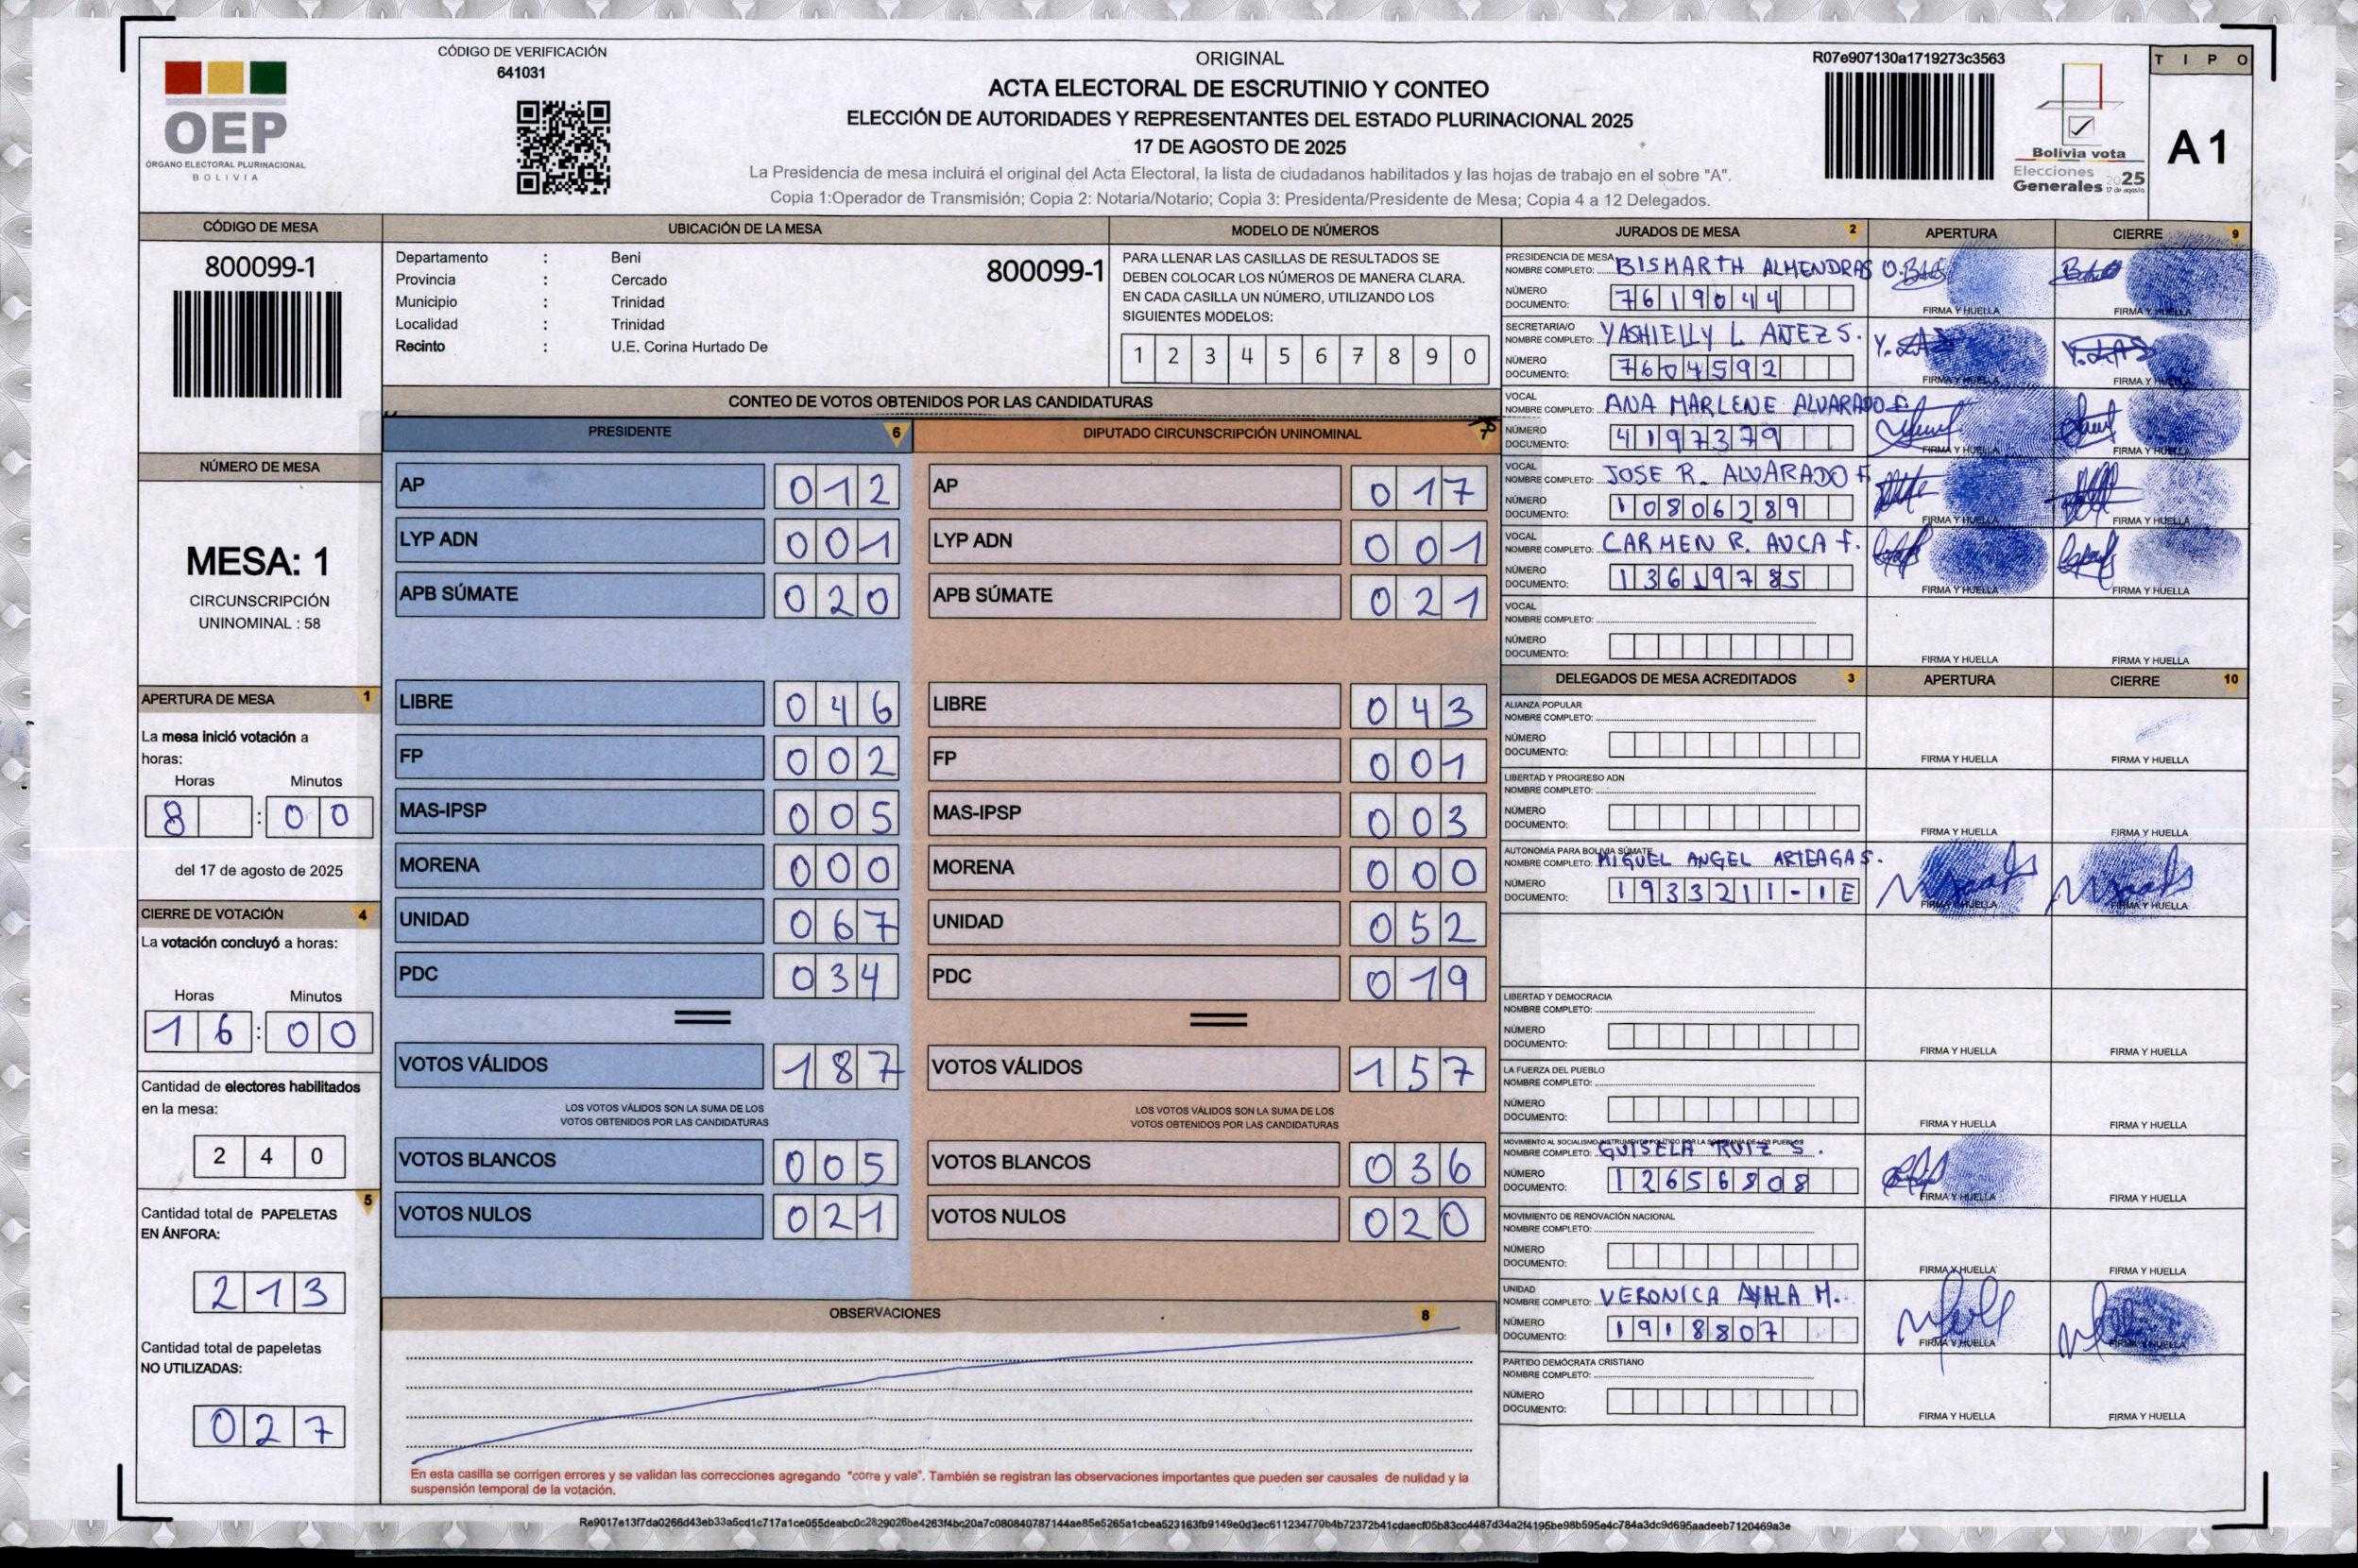 CÓDIGO DE VERIFICACIÓN
641031
OEP
ÓRGANO ELECTORAL PLURINACIONAL
BOLIVIA
ORIGINAL
ACTA ELECTORAL DE ESCRUTINIO Y CONTEO
ELECCIÓN DE AUTORIDADES Y REPRESENTANTES DEL ESTADO PLURINACIONAL 2025
17 DE AGOSTO DE 2025
La Presidencia de mesa incluirá el original del Acta Electoral, la lista de ciudadanos habilitados y las hojas de trabajo en el sobre "A".
Copia 1:Operador de Transmisión; Copia 2: Notaria/Notario; Copia 3: Presidenta/Presidente de Mesa; Copia 4 a 12 Delegados.
R07e907130a1719273c3563
Bolivia vota
Elecciones
Generales 2025
17 de agosto
TIPO
A1
CÓDIGO DE MESA
800099-1
NÚMERO DE MESA
MESA: 1
CIRCUNSCRIPCIÓN
UNINOMINAL : 58
APERTURA DE MESA 1
La mesa inició votación a
horas:
Horas Minutos
8 : 00
del 17 de agosto de 2025
CIERRE DE VOTACIÓN 4
La votación concluyó a horas:
Horas Minutos
16 : 00
Cantidad de electores habilitados
en la mesa:
240
5
Cantidad total de PAPELETAS
EN ÁNFORA:
213
Cantidad total de papeletas
NO UTILIZADAS:
027
UBICACIÓN DE LA MESA
Departamento : Beni
800099-1
Provincia : Cercado
Municipio : Trinidad
Localidad : Trinidad
Recinto : U.E. Corina Hurtado De
MODELO DE NÚMEROS
PARA LLENAR LAS CASILLAS DE RESULTADOS SE
DEBEN COLOCAR LOS NÚMEROS DE MANERA CLARA.
EN CADA CASILLA UN NÚMERO, UTILIZANDO LOS
SIGUIENTES MODELOS:
1 2 3 4 5 6 7 8 9 0
CONTEO DE VOTOS OBTENIDOS POR LAS CANDIDATURAS
PRESIDENTE 6
AP 012
LYP ADN 001
APB SÚMATE 020
LIBRE 046
FP 002
MAS-IPSP 005
MORENA 000
UNIDAD 067
PDC 034
VOTOS VÁLIDOS 187
LOS VOTOS VÁLIDOS SON LA SUMA DE LOS
VOTOS OBTENIDOS POR LAS CANDIDATURAS
VOTOS BLANCOS 005
VOTOS NULOS 021
DIPUTADO CIRCUNSCRIPCIÓN UNINOMINAL 7
AP 017
LYP ADN 001
APB SÚMATE 021
LIBRE 043
FP 001
MAS-IPSP 003
MORENA 000
UNIDAD 052
PDC 019
VOTOS VÁLIDOS 157
LOS VOTOS VÁLIDOS SON LA SUMA DE LOS
VOTOS OBTENIDOS POR LAS CANDIDATURAS
VOTOS BLANCOS 036
VOTOS NULOS 020
OBSERVACIONES 8
En esta casilla se corrigen errores y se validan las correcciones agregando "corre y vale". También se registran las observaciones importantes que pueden ser causales de nulidad y la
suspensión temporal de la votación.
JURADOS DE MESA 2 APERTURA CIERRE 9
PRESIDENCIA DE MESA
NOMBRE COMPLETO: BISMARTH ALMENDRAS O.
NÚMERO
DOCUMENTO: 7619044
FIRMA Y HUELLA FIRMA Y HUELLA
SECRETARIA/O
NOMBRE COMPLETO: YASHIELLY L AÑEZ S.
NÚMERO
DOCUMENTO: 7604592
FIRMA Y HUELLA FIRMA Y HUELLA
VOCAL
NOMBRE COMPLETO: ANA MARLENE ALVARADO F.
NÚMERO
DOCUMENTO: 4197379
FIRMA Y HUELLA FIRMA Y HUELLA
VOCAL
NOMBRE COMPLETO: JOSE R. ALVARADO F.
NÚMERO
DOCUMENTO: 10806289
FIRMA Y HUELLA FIRMA Y HUELLA
VOCAL
NOMBRE COMPLETO: CARMEN R. AUCA F.
NÚMERO
DOCUMENTO: 13619785
FIRMA Y HUELLA FIRMA Y HUELLA
VOCAL
NOMBRE COMPLETO:
NÚMERO
DOCUMENTO:
FIRMA Y HUELLA FIRMA Y HUELLA
DELEGADOS DE MESA ACREDITADOS 3 APERTURA CIERRE 10
ALIANZA POPULAR
NOMBRE COMPLETO:
NÚMERO
DOCUMENTO:
FIRMA Y HUELLA FIRMA Y HUELLA
LIBERTAD Y PROGRESO ADN
NOMBRE COMPLETO:
NÚMERO
DOCUMENTO:
FIRMA Y HUELLA FIRMA Y HUELLA
AUTONOMÍA PARA BOLIVIA SÚMATE
NOMBRE COMPLETO: MIGUEL ANGEL ARTEAGA S.
NÚMERO
DOCUMENTO: 1933211-1E
FIRMA Y HUELLA FIRMA Y HUELLA
LIBERTAD Y DEMOCRACIA
NOMBRE COMPLETO:
NÚMERO
DOCUMENTO:
FIRMA Y HUELLA FIRMA Y HUELLA
LA FUERZA DEL PUEBLO
NOMBRE COMPLETO:
NÚMERO
DOCUMENTO:
FIRMA Y HUELLA FIRMA Y HUELLA
MOVIMIENTO AL SOCIALISMO-INSTRUMENTO POLÍTICO POR LA SOBERANÍA DE LOS PUEBLOS
NOMBRE COMPLETO: GUISELA RUIZ S.
NÚMERO
DOCUMENTO: 12656808
FIRMA Y HUELLA FIRMA Y HUELLA
MOVIMIENTO DE RENOVACIÓN NACIONAL
NOMBRE COMPLETO:
NÚMERO
DOCUMENTO:
FIRMA Y HUELLA FIRMA Y HUELLA
UNIDAD
NOMBRE COMPLETO: VERONICA M.
NÚMERO
DOCUMENTO: 1918807
FIRMA Y HUELLA FIRMA Y HUELLA
PARTIDO DEMÓCRATA CRISTIANO
NOMBRE COMPLETO:
NÚMERO
DOCUMENTO:
FIRMA Y HUELLA FIRMA Y HUELLA